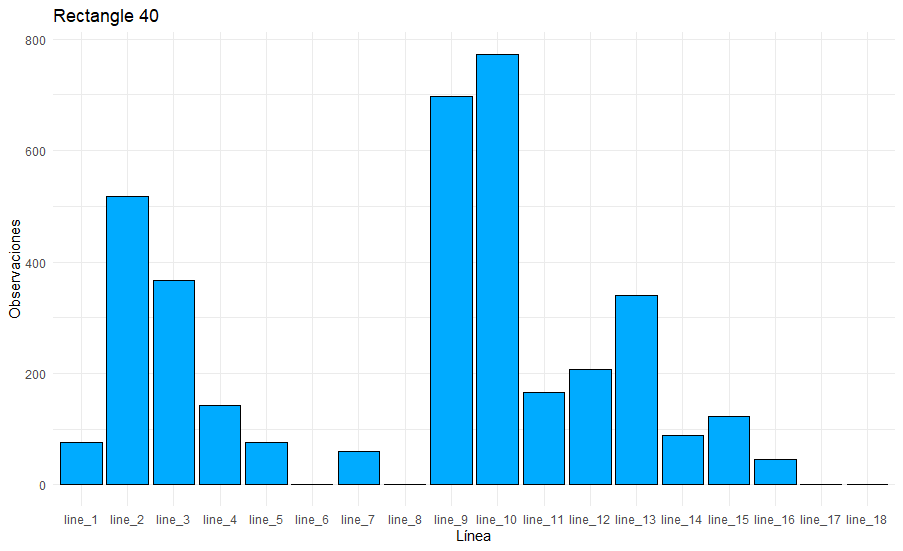 Rectangle 40
800
600
400
200
0
Observaciones
line_1 line_2 line_3 line_4 line_5 line_6 line_7 line_8 line_9 line_10 line_11 line_12 line_13 line_14 line_15 line_16 line_17 line_18
Línea